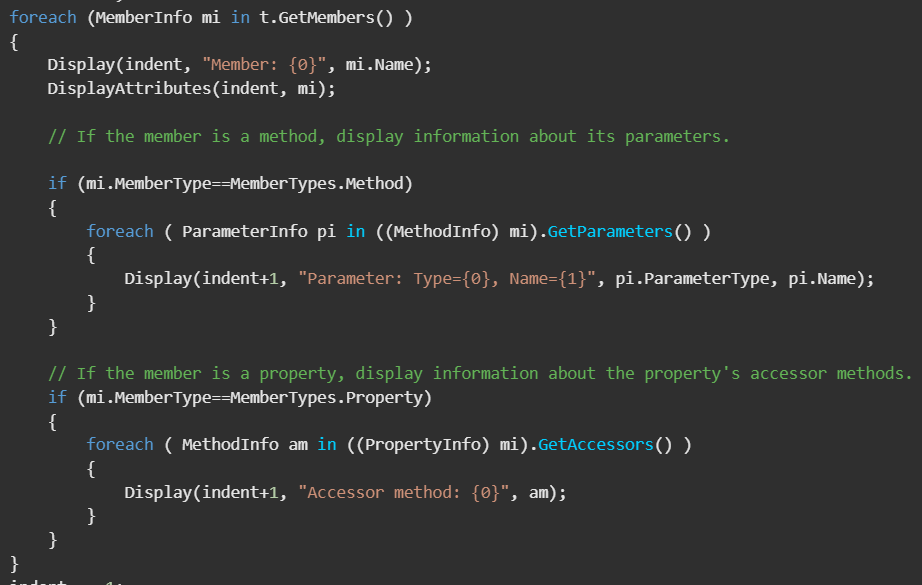 foreach (MemberInfo mi in t.GetMembers() )
{
    Display(indent, "Member: {0}", mi.Name);
    DisplayAttributes(indent, mi);

    // If the member is a method, display information about its parameters.

    if (mi.MemberType==MemberTypes.Method)
    {
        foreach ( ParameterInfo pi in ((MethodInfo) mi).GetParameters() )
        {
            Display(indent+1, "Parameter: Type={0}, Name={1}", pi.ParameterType, pi.Name);
        }
    }

    // If the member is a property, display information about the property's accessor methods.
    if (mi.MemberType==MemberTypes.Property)
    {
        foreach ( MethodInfo am in ((PropertyInfo) mi).GetAccessors() )
        {
            Display(indent+1, "Accessor method: {0}", am);
        }
    }
}